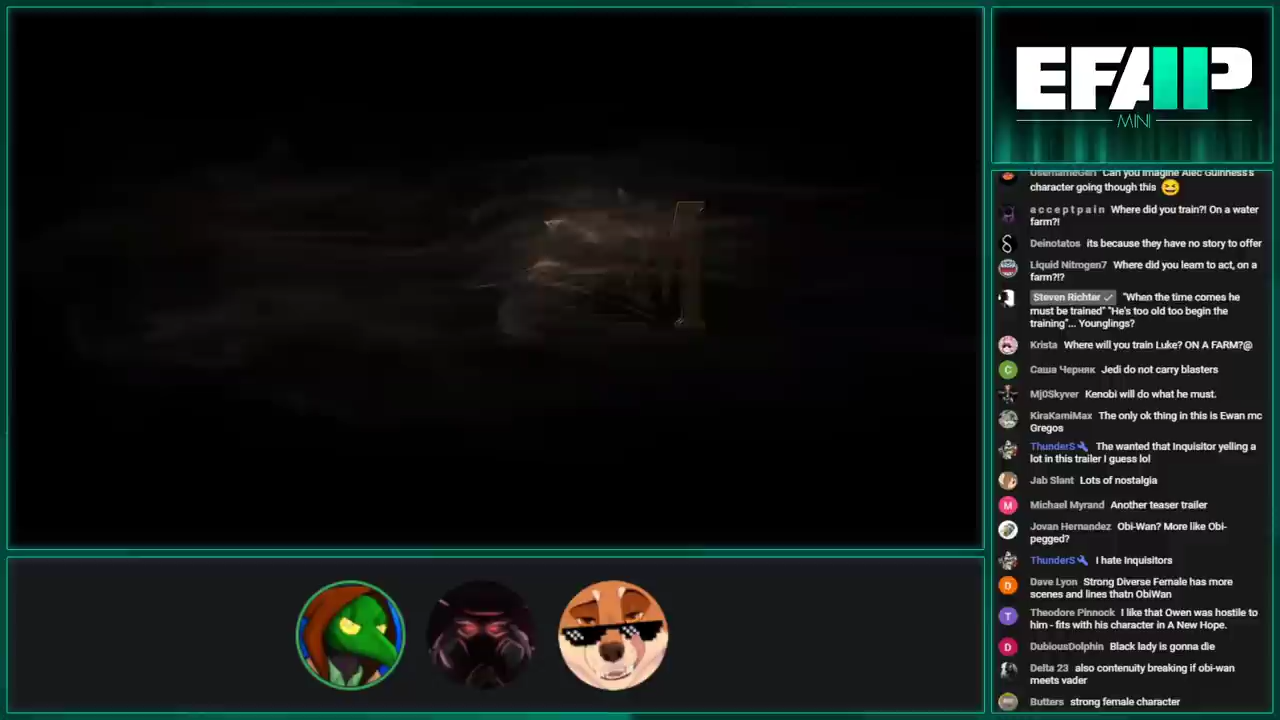 EFAP
MINI
UsernameGeri Can you imagine Alec Guinness's
character going though this
acceptpain Where did you train?! On a water
farm?!
Deinotatos its because they have no story to offer
Liquid Nitrogen7 Where did you learn to act, on a
farm?!?
Steven Richter "When the time comes he
must be trained" "He's too old too begin the
training"... Younglings?
Krista Where will you train Luke? ON A FARM?@
C Саша Черняк Jedi do not carry blasters
Mj0Skyver Kenobi will do what he must.
KiraKamiMax The only ok thing in this is Ewan mc
Gregos
ThunderS The wanted that Inquisitor yelling a
lot in this trailer I guess lol
Jab Slant Lots of nostalgia
M Michael Myrand Another teaser trailer
Jovan Hernandez Obi-Wan? More like Obi-
pegged?
ThunderS I hate Inquisitors
D Dave Lyon Strong Diverse Female has more
scenes and lines thatn ObiWan
T Theodore Pinnock I like that Owen was hostile to
him - fits with his character in A New Hope.
D DubiousDolphin Black lady is gonna die
Delta 23 also contenuity breaking if obi-wan
meets vader
Butters strong female character